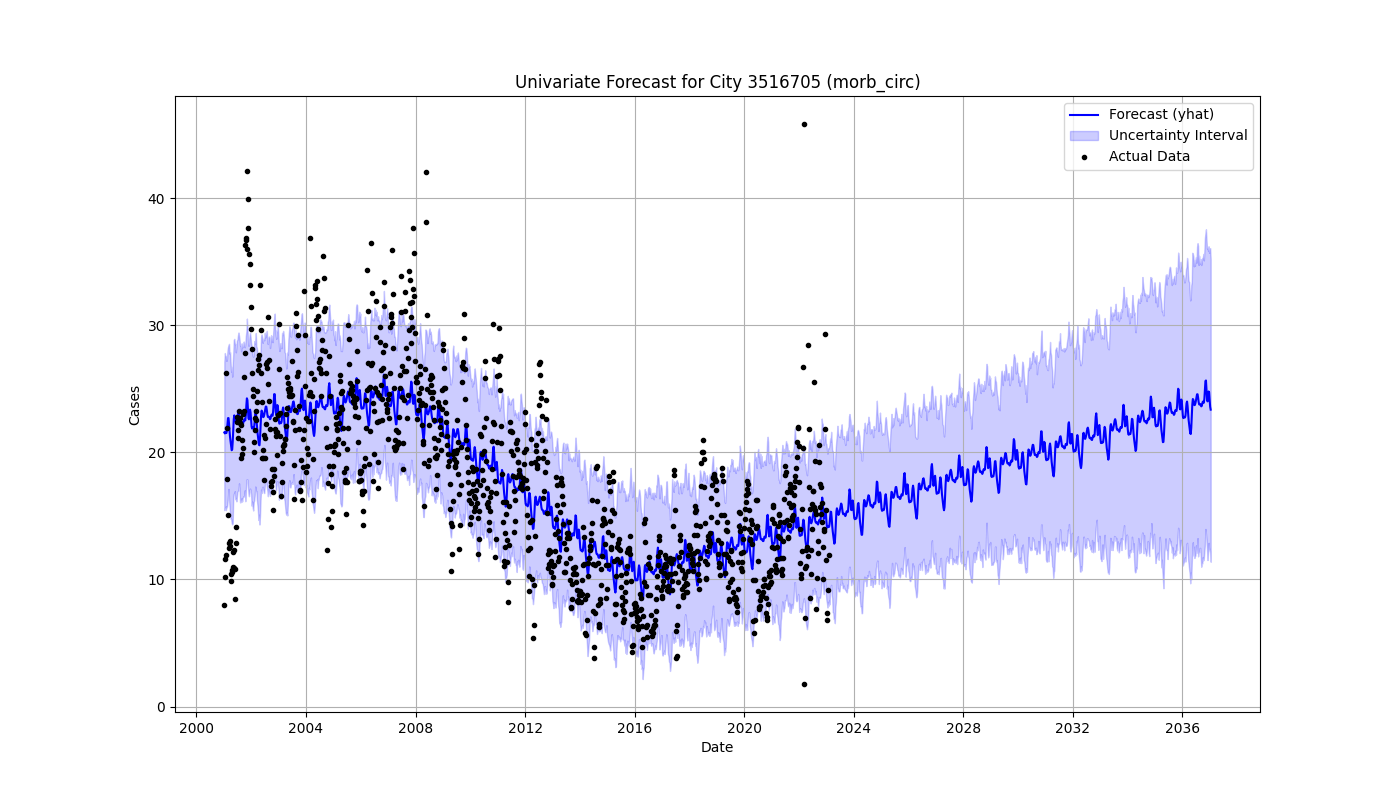 Univariate Forecast for City 3516705 (morb_circ)
Forecast (yhat)
Uncertainty Interval
Actual Data
Cases
40
30
20
10
0
2000 2004 2008 2012 2016 2020 2024 2028 2032 2036
Date